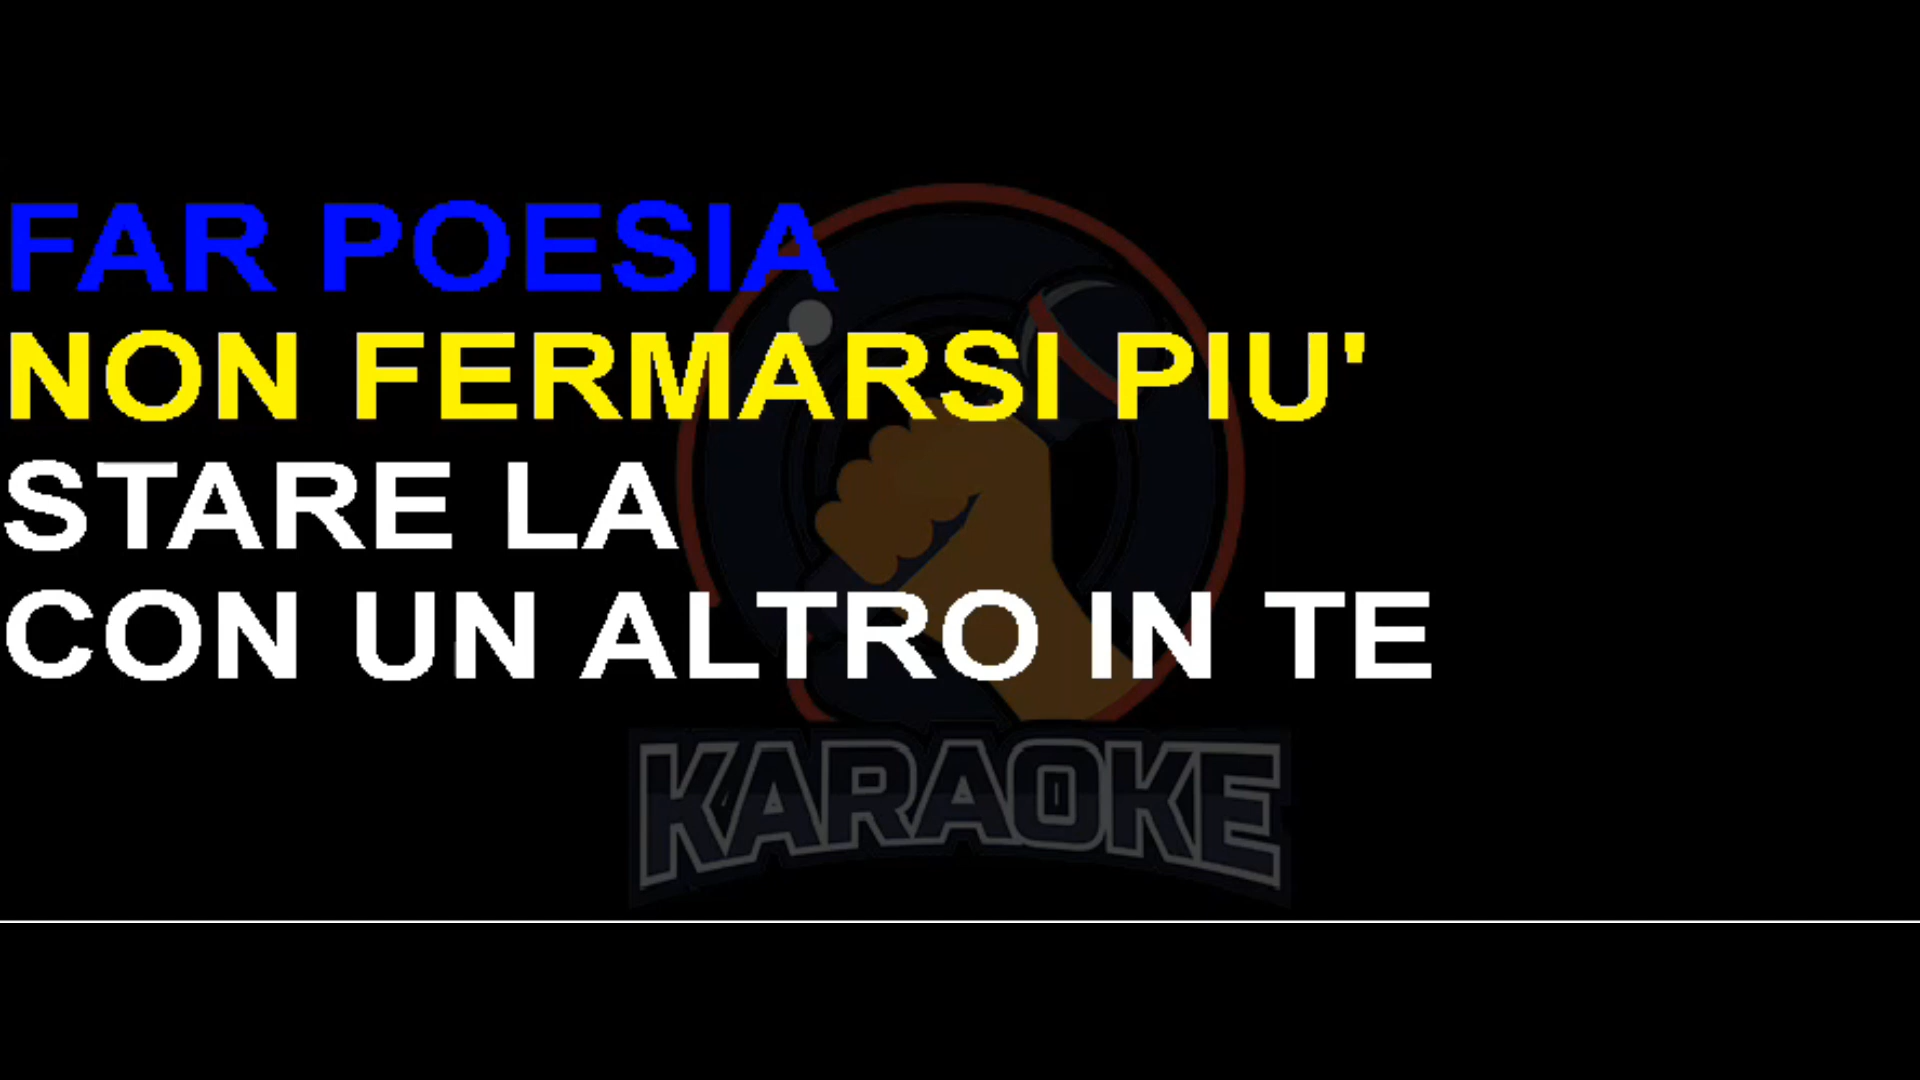 FAR POESIA
NON FERMARSI PIU'
STARE LA
CON UN ALTRO IN TE
KARAOKE